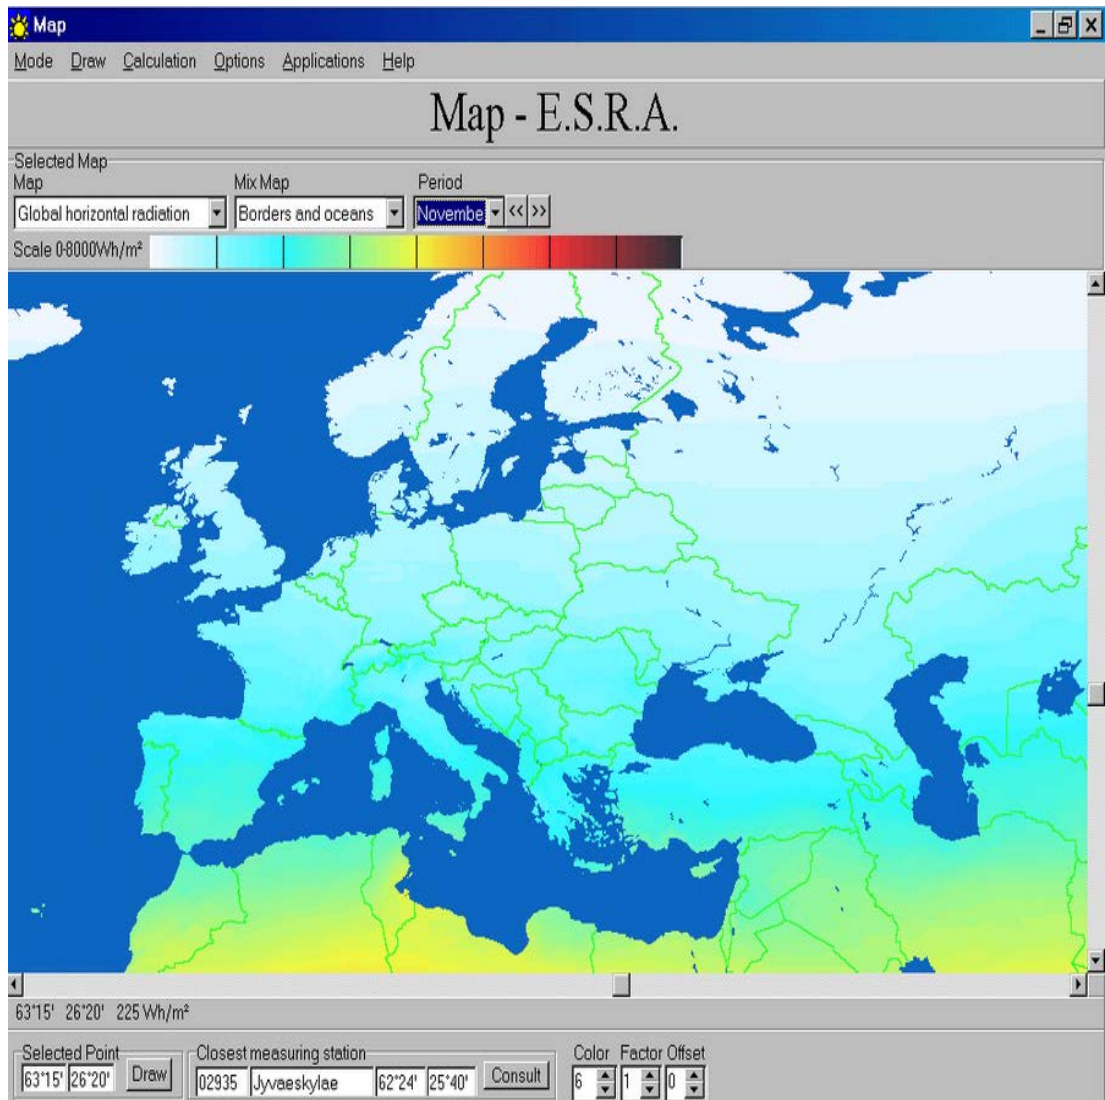 Map
Mode Draw Calculation Options Applications Help
Map - E.S.R.A.
Selected Map
Map Mix Map Period
Global horizontal radiation Borders and oceans Novembe << >>
Scale 0-8000Wh/m²
63°15' 26°20' 225 Wh/m²
Selected Point Closest measuring station Color Factor Offset
63°15' 26°20' Draw 02935 Jyvaeskylae 62°24' 25°40' Consult 6 1 0